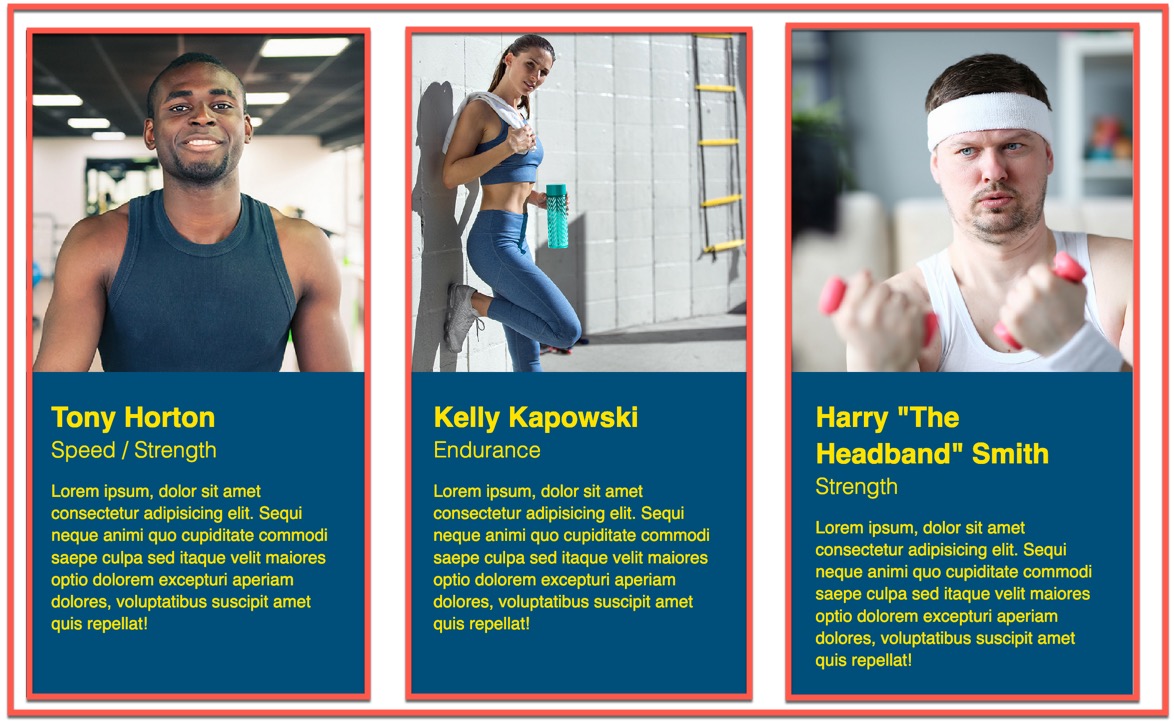 Tony Horton
Speed / Strength
Lorem ipsum, dolor sit amet
consectetur adipisicing elit. Sequi
neque animi quo cupiditate commodi
saepe culpa sed itaque velit maiores
optio dolorem excepturi aperiam
dolores, voluptatibus suscipit amet
quis repellat!
Kelly Kapowski
Endurance
Lorem ipsum, dolor sit amet
consectetur adipisicing elit. Sequi
neque animi quo cupiditate commodi
saepe culpa sed itaque velit maiores
optio dolorem excepturi aperiam
dolores, voluptatibus suscipit amet
quis repellat!
Harry "The
Headband" Smith
Strength
Lorem ipsum, dolor sit amet
consectetur adipisicing elit. Sequi
neque animi quo cupiditate commodi
saepe culpa sed itaque velit maiores
optio dolorem excepturi aperiam
dolores, voluptatibus suscipit amet
quis repellat!